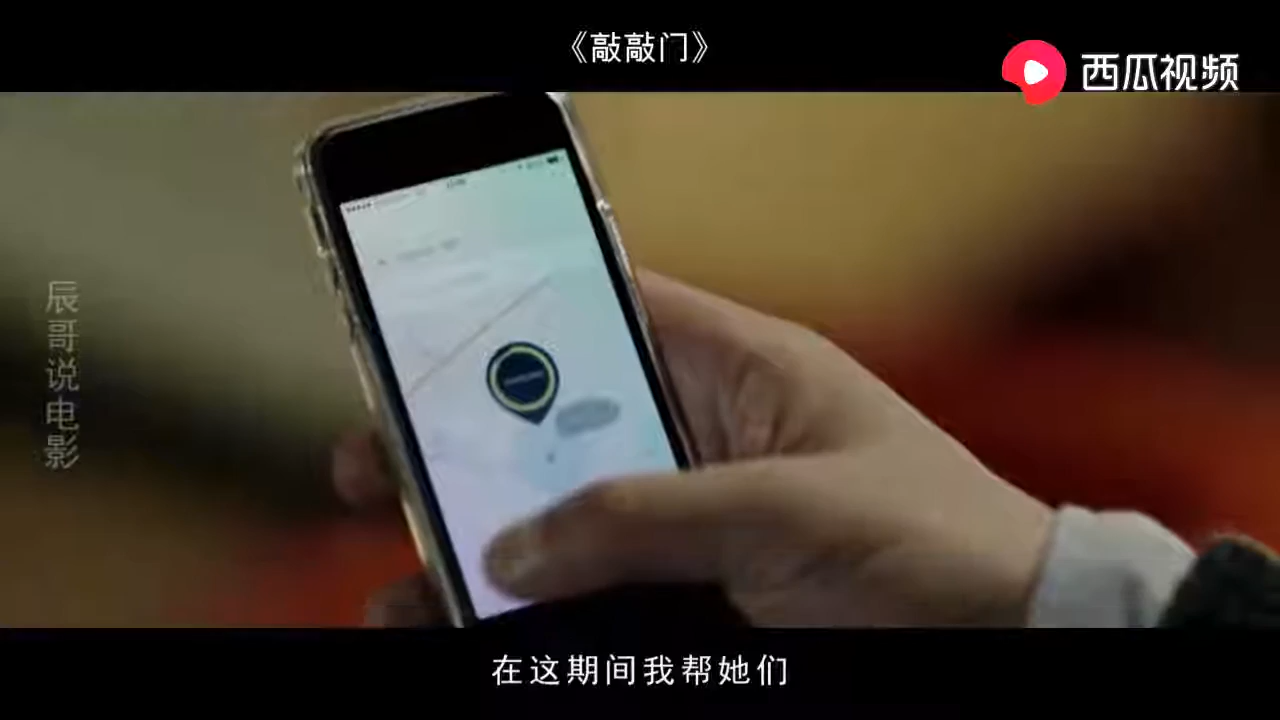 《敲敲门》
西瓜视频
辰哥说电影
在这期间我帮她们